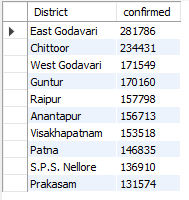 District confirmed
East Godavari 281786
Chittoor 234431
West Godavari 171549
Guntur 170160
Raipur 157798
Anantapur 156713
Visakhapatnam 153518
Patna 146835
S.P.S. Nellore 136910
Prakasam 131574